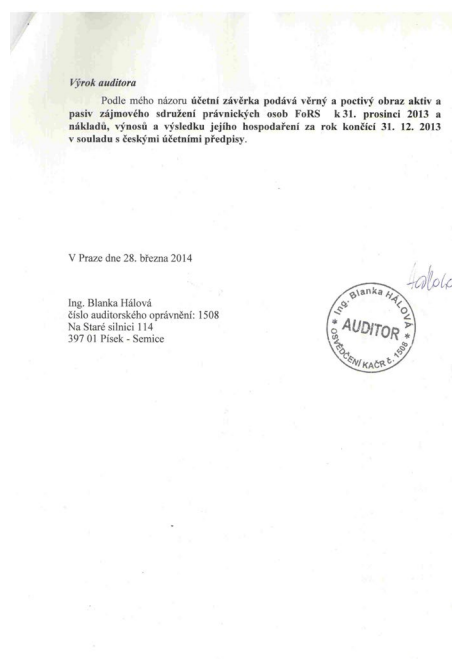 Výrok auditora
Podle mého názoru účetní závěrka podává věrný a poctivý obraz aktiv a
pasiv zájmového sdružení právnických osob FoRS k 31. prosinci 2013 a
nákladů, výnosů a výsledku jejího hospodaření za rok končící 31. 12. 2013
v souladu s českými účetními předpisy.
V Praze dne 28. března 2014
Ing. Blanka Hálová
číslo auditorského oprávnění: 1508
Na Staré silnici 114
397 01 Písek - Semice
Ing. Blanka HÁLOVÁ
* AUDITOR *
OSVĚDČENÍ KAČR č. 1508